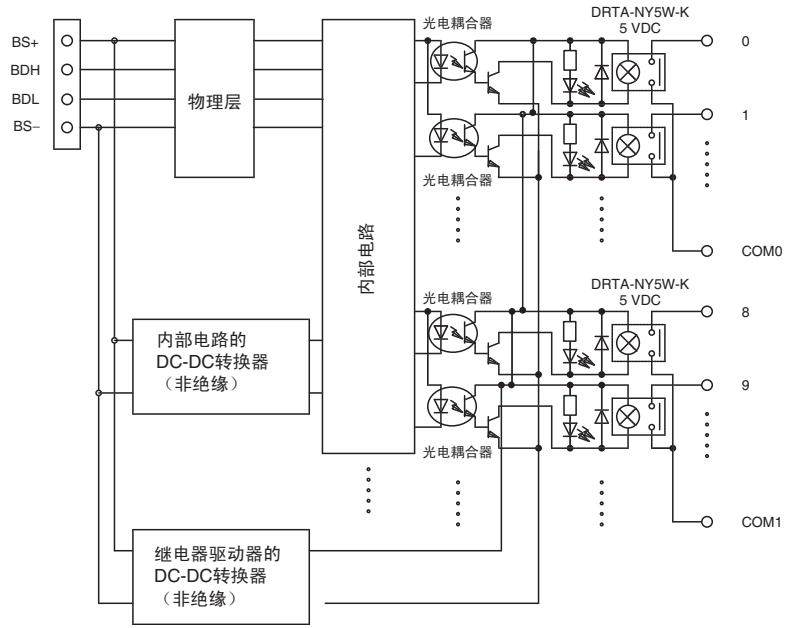 DRTA-NY5W-K
5 VDC
光电耦合器
BS+
BDH
BDL
BS−
物理层
内部电路
0
1
光电耦合器
COM0
DRTA-NY5W-K
5 VDC
光电耦合器
8
9
内部电路的
DC-DC转换器
（非绝缘）
光电耦合器
COM1
继电器驱动器的
DC-DC转换器
（非绝缘）